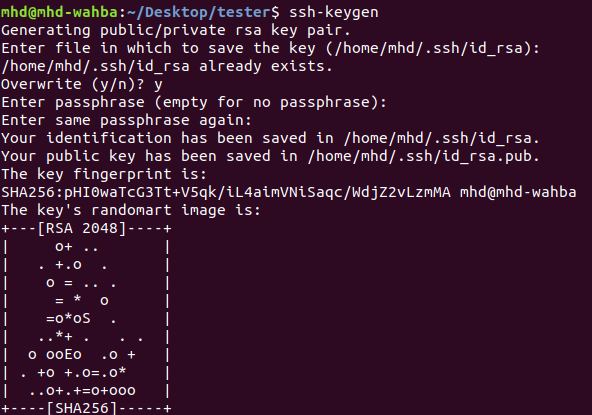 mhd@mhd-wahba:~/Desktop/tester$ ssh-keygen
Generating public/private rsa key pair.
Enter file in which to save the key (/home/mhd/.ssh/id_rsa):
/home/mhd/.ssh/id_rsa already exists.
Overwrite (y/n)? y
Enter passphrase (empty for no passphrase):
Enter same passphrase again:
Your identification has been saved in /home/mhd/.ssh/id_rsa.
Your public key has been saved in /home/mhd/.ssh/id_rsa.pub.
The key fingerprint is:
SHA256:pHI0waTcG3Tt+V5qk/iL4aimVNiSaqc/WdjZ2vLzmMA mhd@mhd-wahba
The key's randomart image is:
+---[RSA 2048]----+
|     o+ ..       |
|   . +.o  .      |
|    o = .. .     |
|     = *  o      |
|    =o*oS  .     |
|   ..*+ .   . .  |
|  o ooEo  .o +   |
| . +o +.o=.o*    |
|  ..o+.+=o+ooo   |
+----[SHA256]-----+